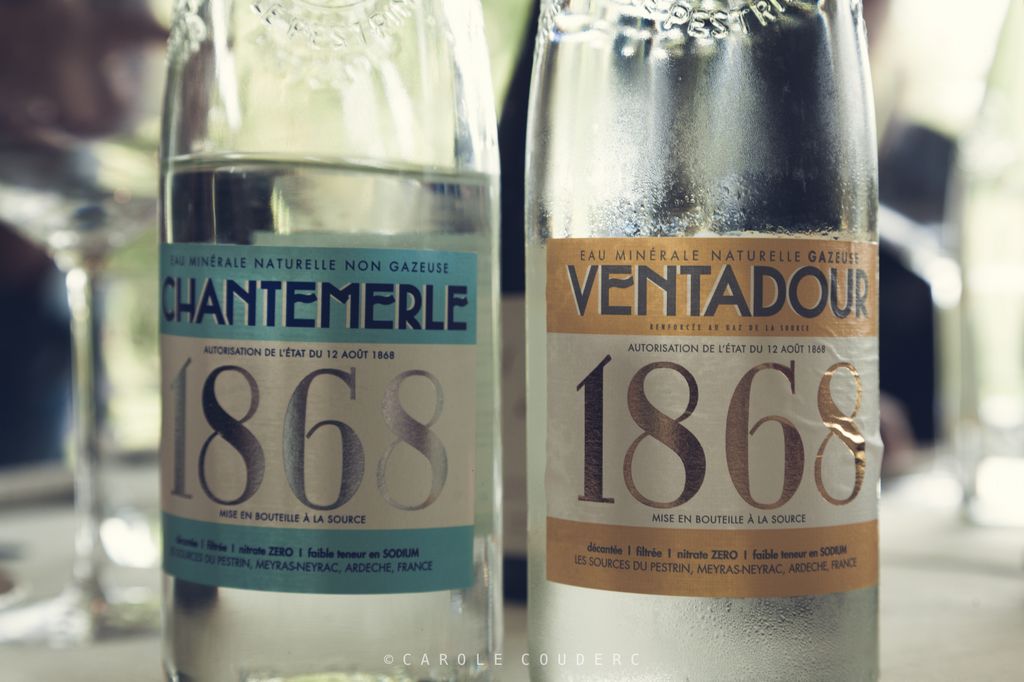 LE PESTRIN
EAU MINÉRALE NATURELLE NON GAZEUSE
CHANTEMERLE
AUTORISATION DE L'ÉTAT DU 12 AOÛT 1868
1868
MISE EN BOUTEILLE À LA SOURCE
décantée I filtrée I nitrate ZERO I faible teneur en SODIUM
LES SOURCES DU PESTRIN, MEYRAS-NEYRAC, ARDECHE, FRANCE
LE PESTRIN
EAU MINÉRALE NATURELLE GAZEUSE
VENTADOUR
RENFORCÉE AU GAZ DE LA SOURCE
AUTORISATION DE L'ÉTAT DU 12 AOÛT 1868
1868
MISE EN BOUTEILLE À LA SOURCE
décantée I filtrée I nitrate ZERO I faible teneur en SODIUM
LES SOURCES DU PESTRIN, MEYRAS-NEYRAC, ARDECHE, FRANCE
©CAROLE COUDERC